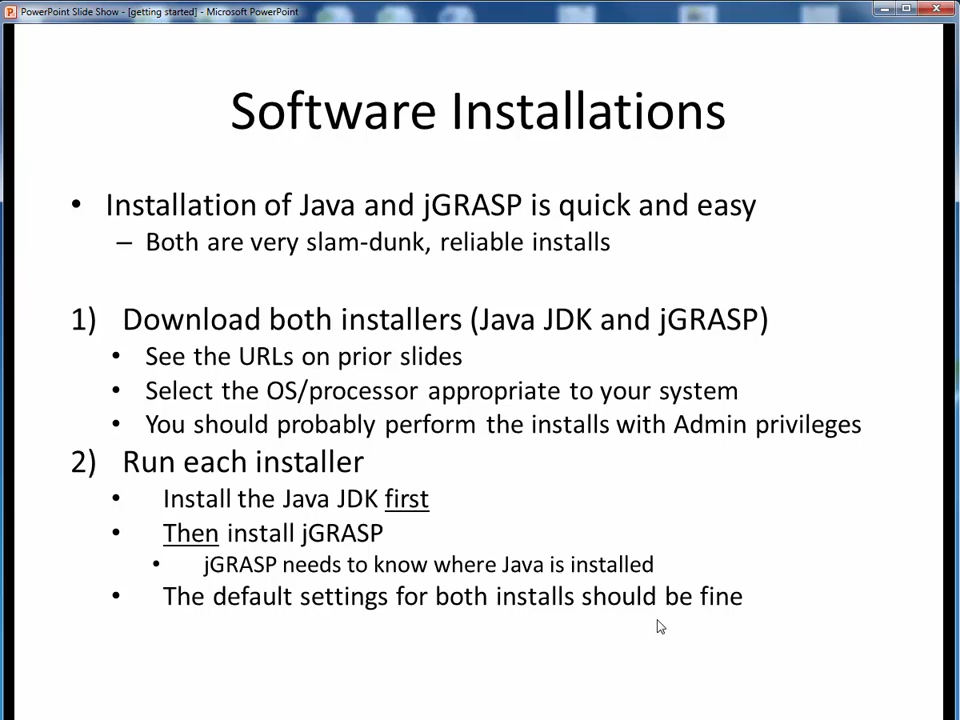 PowerPoint Slide Show - [getting started] - Microsoft PowerPoint
Software Installations
• Installation of Java and jGRASP is quick and easy
– Both are very slam-dunk, reliable installs
1) Download both installers (Java JDK and jGRASP)
• See the URLs on prior slides
• Select the OS/processor appropriate to your system
• You should probably perform the installs with Admin privileges
2) Run each installer
• Install the Java JDK first
• Then install jGRASP
• jGRASP needs to know where Java is installed
• The default settings for both installs should be fine